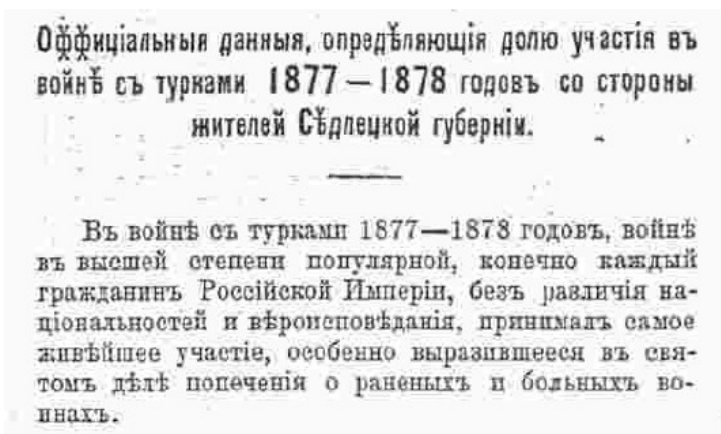 Оффиціальныя данныя, опредѣляющія долю участія въ
войнѣ съ турками 1877—1878 годовъ со стороны
жителей Сѣдлецкой губерніи.
Въ войнѣ съ турками 1877—1878 годовъ, войнѣ
въ высшей степени популярной, конечно каждый
гражданинъ Россійской Имперіи, безъ различія на-
ціональностей и вѣроисповѣданія, принималъ самое
живѣйшее участіе, особенно выразившееся въ свя-
томъ дѣлѣ попеченія о раненыхъ и больныхъ во-
инахъ.